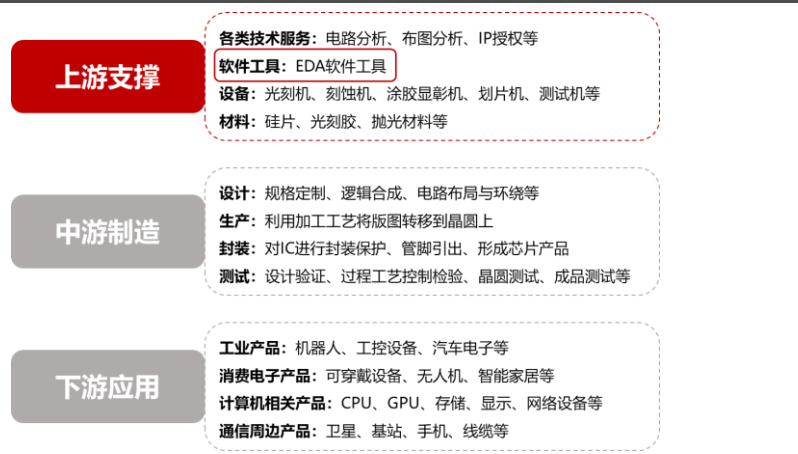 上游支撑
各类技术服务：电路分析、布图分析、IP授权等
软件工具：EDA软件工具
设备：光刻机、刻蚀机、涂胶显影机、划片机、测试机等
材料：硅片、光刻胶、抛光材料等
中游制造
设计：规格定制、逻辑合成、电路布局与环绕等
生产：利用加工工艺将版图转移到晶圆上
封装：对IC进行封装保护、管脚引出、形成芯片产品
测试：设计验证、过程工艺控制检验、晶圆测试、成品测试等
下游应用
工业产品：机器人、工控设备、汽车电子等
消费电子产品：可穿戴设备、无人机、智能家居等
计算机相关产品：CPU、GPU、存储、显示、网络设备等
通信周边产品：卫星、基站、手机、线缆等